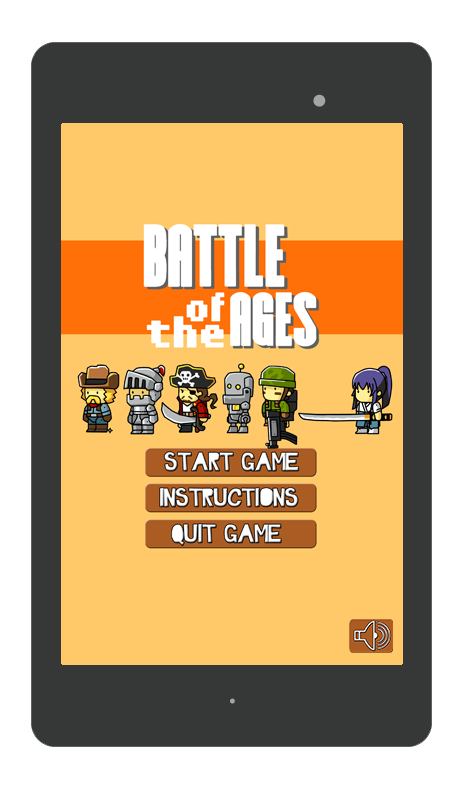 BATTLE
of
the AGES
START GAME
INSTRUCTIONS
QUIT GAME